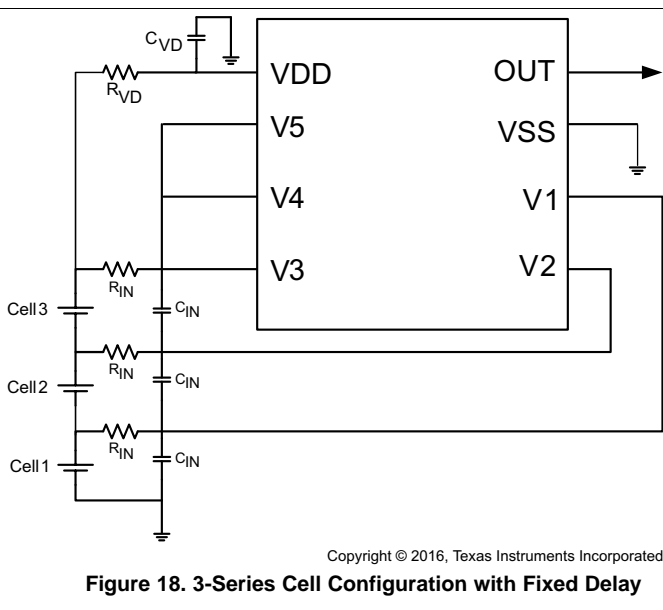 CVD
RVD
VDD
OUT
V5
VSS
V4
V1
V3
V2
RIN
Cell3
CIN
RIN
Cell2
CIN
RIN
Cell1
CIN
Copyright © 2016, Texas Instruments Incorporated
Figure 18. 3-Series Cell Configuration with Fixed Delay